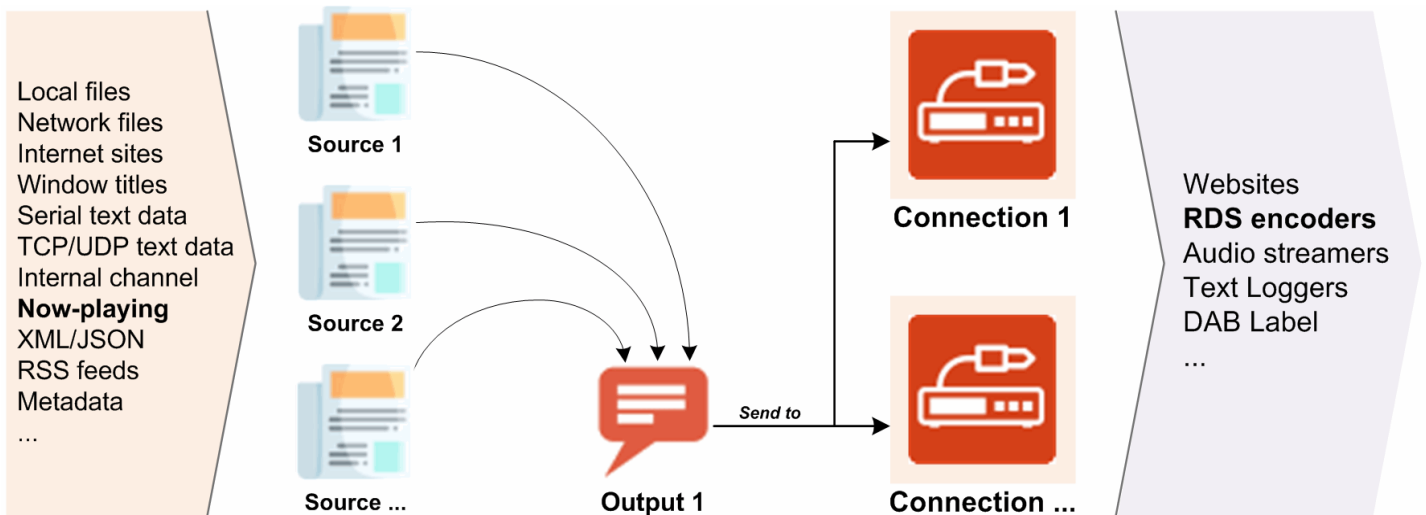 Local files
Network files
Internet sites
Window titles
Serial text data
TCP/UDP text data
Internal channel
Now-playing
XML/JSON
RSS feeds
Metadata
...
Source 1
Source 2
Source ...
Output 1
Send to
Connection 1
Connection ...
Websites
RDS encoders
Audio streamers
Text Loggers
DAB Label
...